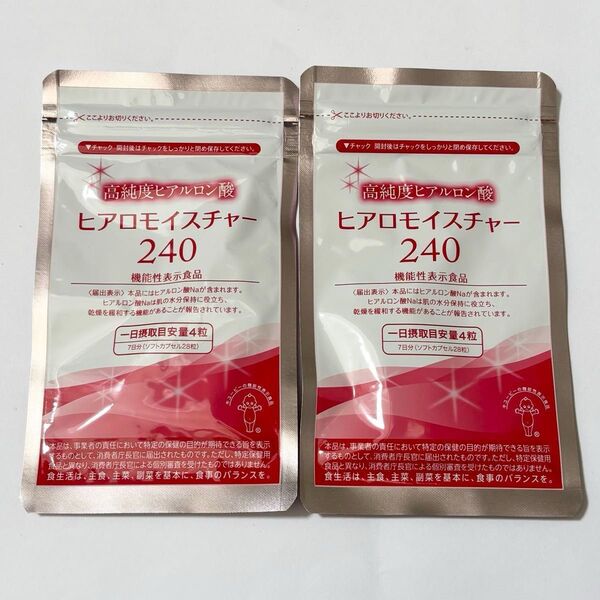 ここよりお切りください。
▼チャック 開封後はチャックをしっかりと閉め保存してください。
高純度ヒアルロン酸
ヒアロモイスチャー
240
機能性表示食品
〈届出表示〉本品にはヒアルロン酸Naが含まれます。
ヒアルロン酸Naは肌の水分保持に役立ち、
乾燥を緩和する機能があることが報告されています。
一日摂取目安量4粒
7日分(ソフトカプセル28粒)
キユーピーの機能性表示食品
®
本品は、事業者の責任において特定の保健の目的が期待できる旨を表示
するものとして、消費者庁長官に届出されたものです。ただし、特定保健用
食品と異なり、消費者庁長官による個別審査を受けたものではありません。
食生活は、主食、主菜、副菜を基本に、食事のバランスを。
ここよりお切りください。
▼チャック 開封後はチャックをしっかりと閉め保存してください。
高純度ヒアルロン酸
ヒアロモイスチャー
240
機能性表示食品
〈届出表示〉本品にはヒアルロン酸Naが含まれます。
ヒアルロン酸Naは肌の水分保持に役立ち、
乾燥を緩和する機能があることが報告されています。
一日摂取目安量4粒
7日分(ソフトカプセル28粒)
キユーピーの機能性表示食品
®
本品は、事業者の責任において特定の保健の目的が期待できる旨を表示
するものとして、消費者庁長官に届出されたものです。ただし、特定保健用
食品と異なり、消費者庁長官による個別審査を受けたものではありません。
食生活は、主食、主菜、副菜を基本に、食事のバランスを。